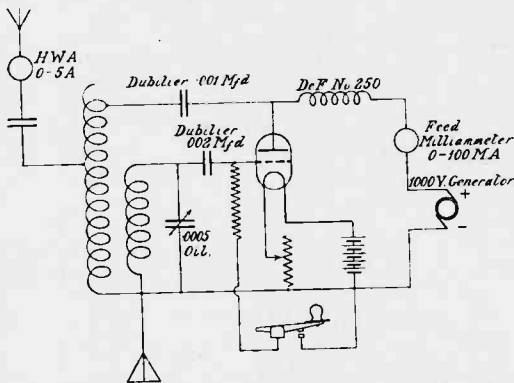 HWA
0-5A
Dubilier .001 Mfd
DeF No 250
Dubilier
.002 Mfd
Feed
Milliammeter
0-100 M.A
1000 V. Generator
+
-
.0005
Oil.